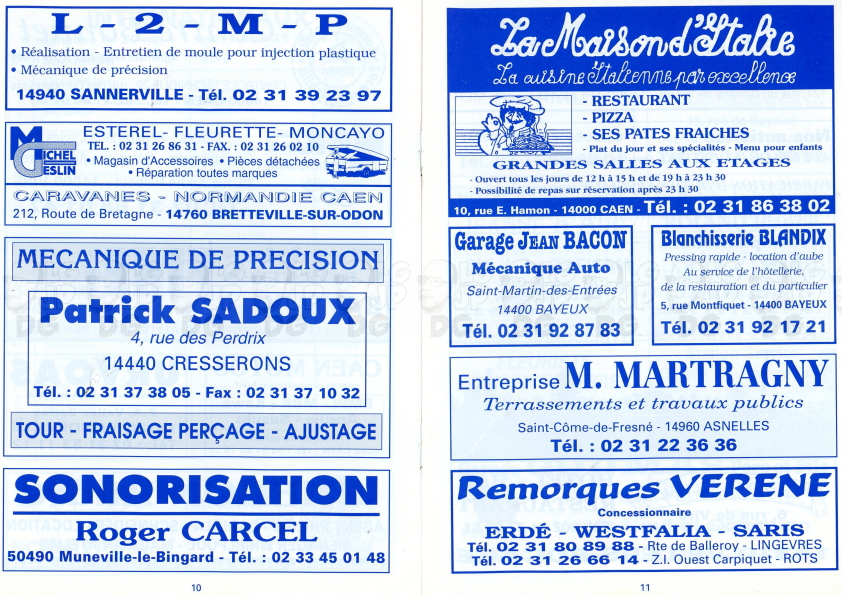 L - 2 - M - P
• Réalisation - Entretien de moule pour injection plastique
• Mécanique de précision
14940 SANNERVILLE - Tél. 02 31 39 23 97
MICHEL GESLIN
ESTEREL- FLEURETTE- MONCAYO
TEL. : 02 31 26 86 31 - FAX. : 02 31 26 02 10
• Magasin d'Accessoires • Pièces détachées
• Réparation toutes marques
CARAVANES - NORMANDIE CAEN
212, Route de Bretagne - 14760 BRETTEVILLE-SUR-ODON
MECANIQUE DE PRECISION
Patrick SADOUX
4, rue des Perdrix
14440 CRESSERONS
Tél. : 02 31 37 38 05 - Fax : 02 31 37 10 32
TOUR - FRAISAGE PERÇAGE - AJUSTAGE
SONORISATION
Roger CARCEL
50490 Muneville-le-Bingard - Tél. : 02 33 45 01 48
10
La Maison d'Italie
La cuisine Italienne par excellence
- RESTAURANT
- PIZZA
- SES PATES FRAICHES
- Plat du jour et ses spécialités - Menu pour enfants
GRANDES SALLES AUX ETAGES
- Ouvert tous les jours de 12 h à 15 h et de 19 h à 23 h 30
- Possibilité de repas sur réservation après 23 h 30
10, rue E. Hamon - 14000 CAEN - Tél. : 02 31 86 38 02
Garage JEAN BACON
Mécanique Auto
Saint-Martin-des-Entrées
14400 BAYEUX
Tél. 02 31 92 87 83
Blanchisserie BLANDIX
Pressing rapide - location d'aube
Au service de l'hôtellerie,
de la restauration et du particulier
5, rue Montfiquet - 14400 BAYEUX
Tél. 02 31 92 17 21
Entreprise M. MARTRAGNY
Terrassements et travaux publics
Saint-Côme-de-Fresné - 14960 ASNELLES
Tél. : 02 31 22 36 36
Remorques VERENE
Concessionnaire
ERDÉ - WESTFALIA - SARIS
Tél. 02 31 80 89 88 - Rte de Balleroy - LINGEVRES
- Tél. 02 31 26 66 14 - Z.I. Ouest Carpiquet - ROTS
11